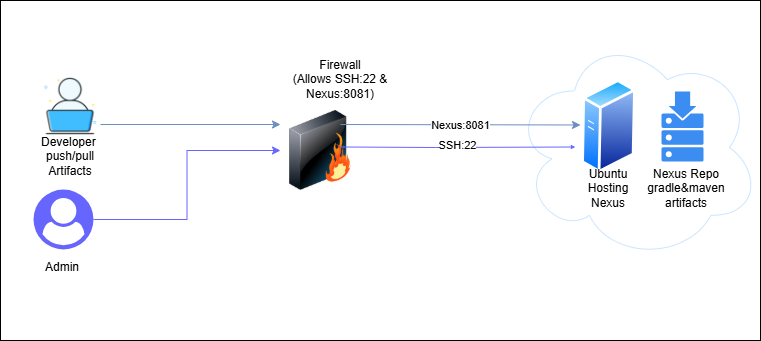 Firewall
(Allows SSH:22 &
Nexus:8081)
Developer
push/pull
Artifacts
Nexus:8081
SSH:22
Ubuntu
Hosting
Nexus
Nexus Repo
gradle&maven
artifacts
Admin